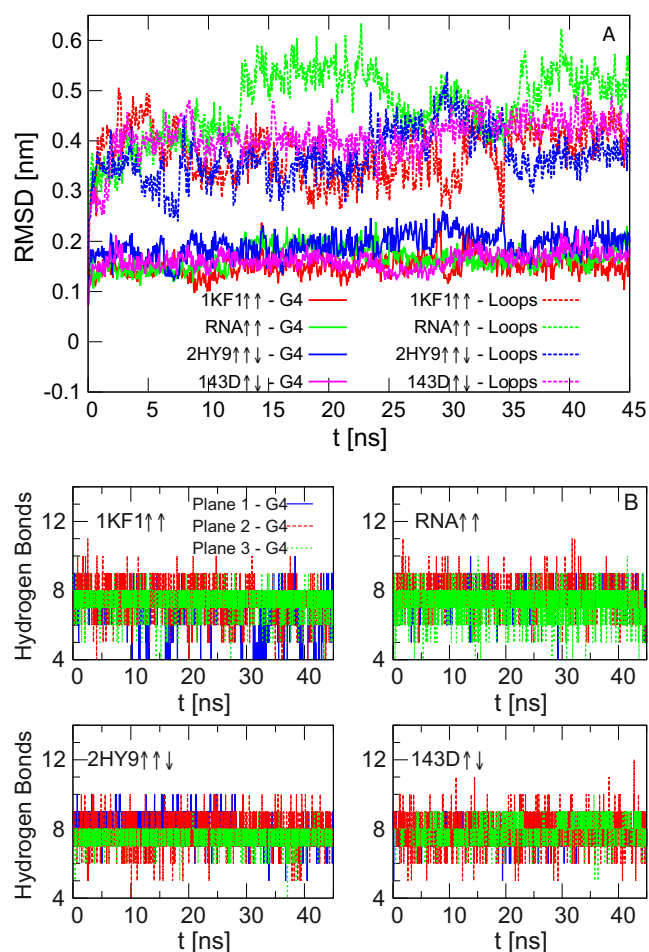 A
0.6
0.5
0.4
0.3
0.2
0.1
0
-0.1
RMSD [nm]
1KF1↑↑ - G4
RNA↑↑ - G4
2HY9↑↑↓ - G4
143D↑↓ - G4
1KF1↑↑ - Loops
RNA↑↑ - Loops
2HY9↑↑↓ - Loops
143D↑↓ - Loops
0 5 10 15 20 25 30 35 40 45
t [ns]
B
12
8
4
Hydrogen Bonds
1KF1↑↑
Plane 1 - G4
Plane 2 - G4
Plane 3 - G4
0 10 20 30 40
t [ns]
12
8
4
RNA↑↑
0 10 20 30 40
t [ns]
12
8
4
Hydrogen Bonds
2HY9↑↑↓
0 10 20 30 40
t [ns]
12
8
4
143D↑↓
0 10 20 30 40
t [ns]